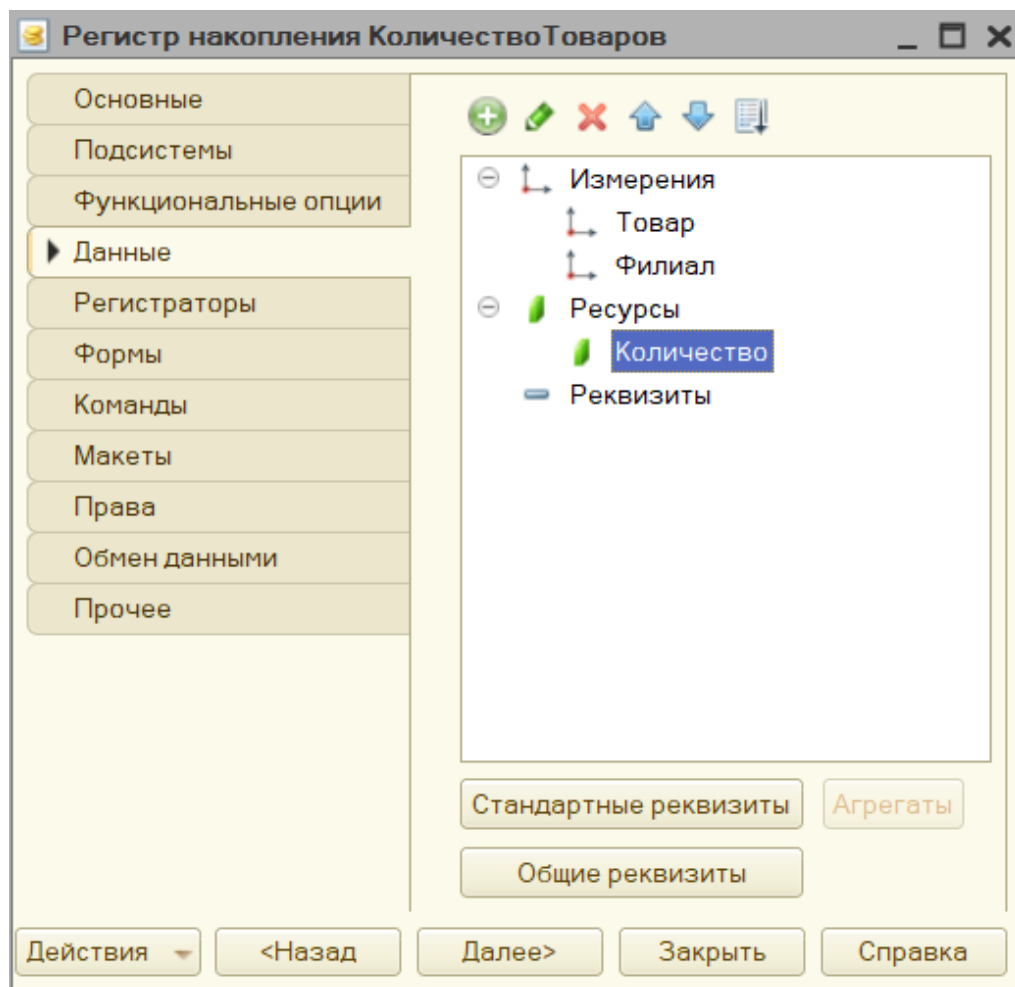 Регистр накопления КоличествоТоваров
Основные
Подсистемы
Функциональные опции
Данные
Регистраторы
Формы
Команды
Макеты
Права
Обмен данными
Прочее
Измерения
Товар
Филиал
Ресурсы
Количество
Реквизиты
Стандартные реквизиты
Агрегаты
Общие реквизиты
Действия
<Назад
Далее>
Закрыть
Справка